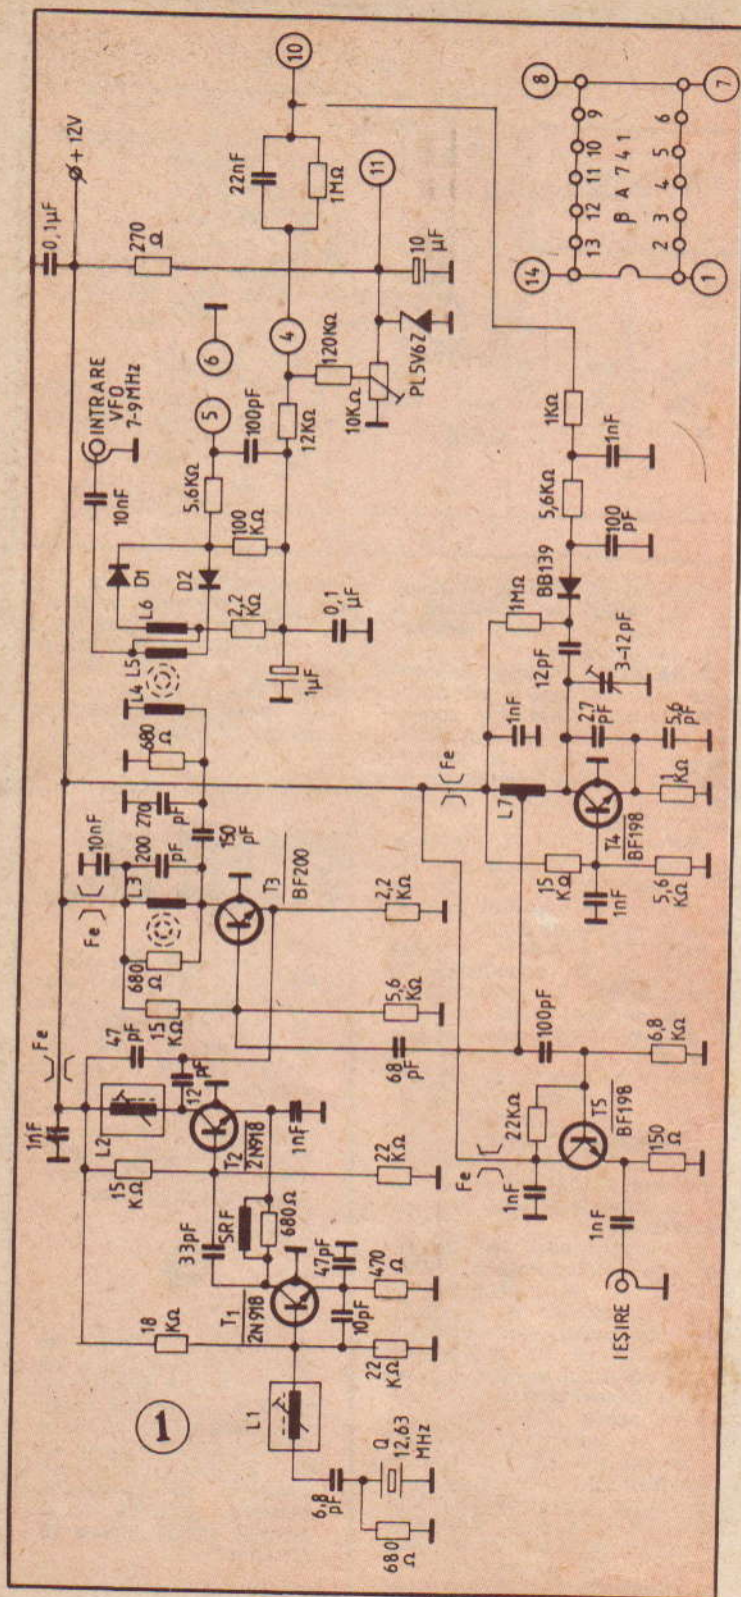 1
6,8 pF
680 Ω
Q 12,63 MHz
L1
18 KΩ
T1
2N918
22 KΩ
10pF
47pF
470 Ω
33pF
SRF
680Ω
1nF
15 KΩ
L2
12 pF
T2
2N918
1nF
22 KΩ
47 pF
Fe
15 KΩ
680 Ω
Fe
L3
10nF
200 pF
270 pF
150 pF
T3
BF200
2,2 KΩ
5,6 KΩ
68 pF
680 Ω
L4
L5
L6
D1
D2
10nF
INTRARE
VFO
7-9MHz
2,2 KΩ
100 KΩ
5,6KΩ
100pF
1µF
0,1 µF
12KΩ
5
6
4
0,1µF
+12V
270 Ω
120KΩ
10KΩ
PL5V6Z
10 µF
11
22nF
1MΩ
10
IEȘIRE
1nF
1nF
Fe
22KΩ
T5
BF198
150 Ω
6,8 KΩ
100pF
Fe
1nF
L7
15 KΩ
1nF
T4
BF198
5,6 KΩ
1 KΩ
2,7 pF
5,6 pF
12pF
3-12pF
1MΩ
BB139
100 pF
5,6KΩ
1nF
1KΩ
14
13
12
11
10
9
8
β A 741
1
2
3
4
5
6
7